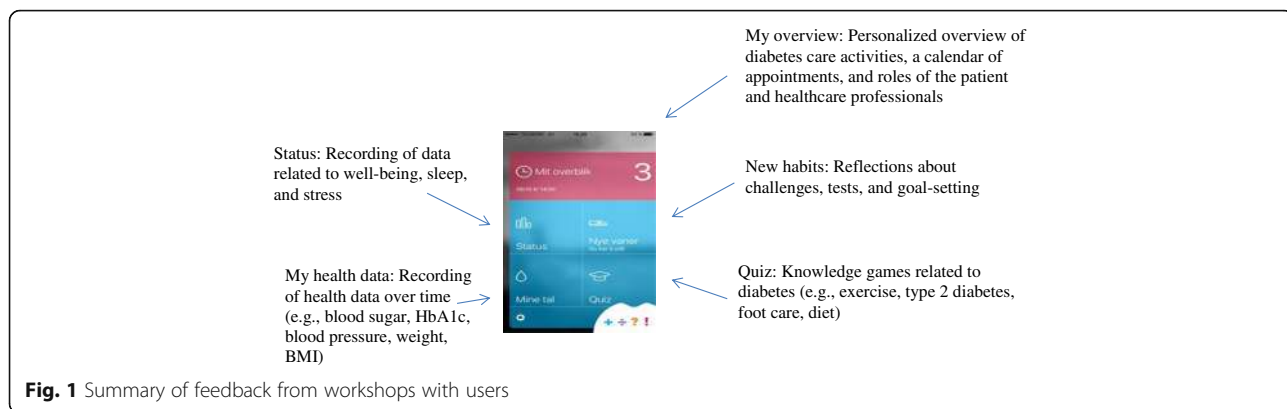 My overview: Personalized overview of
diabetes care activities, a calendar of
appointments, and roles of the patient
and healthcare professionals
Status: Recording of data
related to well-being, sleep,
and stress
New habits: Reflections about
challenges, tests, and goal-setting
My health data: Recording
of health data over time
(e.g., blood sugar, HbA1c,
blood pressure, weight,
BMI)
Quiz: Knowledge games related to
diabetes (e.g., exercise, type 2 diabetes,
foot care, diet)
Mit overblik 3
Status
Nye vaner
Mine tal
Quiz
+ ÷ ? !
Fig. 1 Summary of feedback from workshops with users